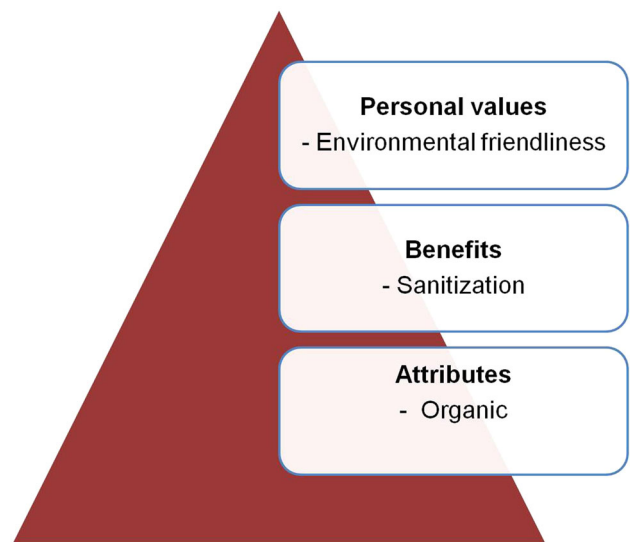 Personal values
- Environmental friendliness
Benefits
- Sanitization
Attributes
- Organic